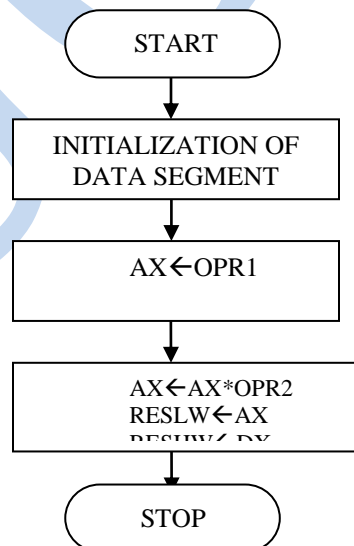 START
INITIALIZATION OF
DATA SEGMENT
AX←OPR1
AX←AX*OPR2
RESLW←AX
STOP